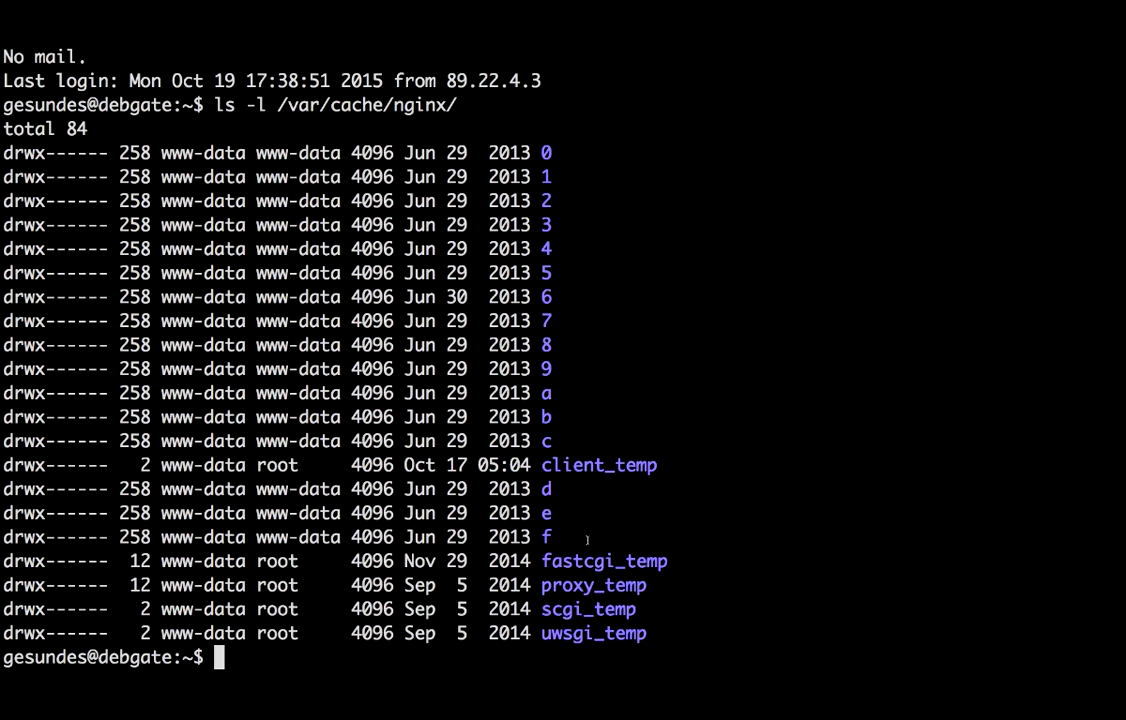 No mail.
Last login: Mon Oct 19 17:38:51 2015 from 89.22.4.3
gesundes@debgate:~$ ls -l /var/cache/nginx/
total 84
drwx------ 258 www-data www-data 4096 Jun 29  2013 0
drwx------ 258 www-data www-data 4096 Jun 29  2013 1
drwx------ 258 www-data www-data 4096 Jun 29  2013 2
drwx------ 258 www-data www-data 4096 Jun 29  2013 3
drwx------ 258 www-data www-data 4096 Jun 29  2013 4
drwx------ 258 www-data www-data 4096 Jun 29  2013 5
drwx------ 258 www-data www-data 4096 Jun 30  2013 6
drwx------ 258 www-data www-data 4096 Jun 29  2013 7
drwx------ 258 www-data www-data 4096 Jun 29  2013 8
drwx------ 258 www-data www-data 4096 Jun 29  2013 9
drwx------ 258 www-data www-data 4096 Jun 29  2013 a
drwx------ 258 www-data www-data 4096 Jun 29  2013 b
drwx------ 258 www-data www-data 4096 Jun 29  2013 c
drwx------   2 www-data root     4096 Oct 17 05:04 client_temp
drwx------ 258 www-data www-data 4096 Jun 29  2013 d
drwx------ 258 www-data www-data 4096 Jun 29  2013 e
drwx------ 258 www-data www-data 4096 Jun 29  2013 f
drwx------  12 www-data root     4096 Nov 29  2014 fastcgi_temp
drwx------  12 www-data root     4096 Sep  5  2014 proxy_temp
drwx------   2 www-data root     4096 Sep  5  2014 scgi_temp
drwx------   2 www-data root     4096 Sep  5  2014 uwsgi_temp
gesundes@debgate:~$